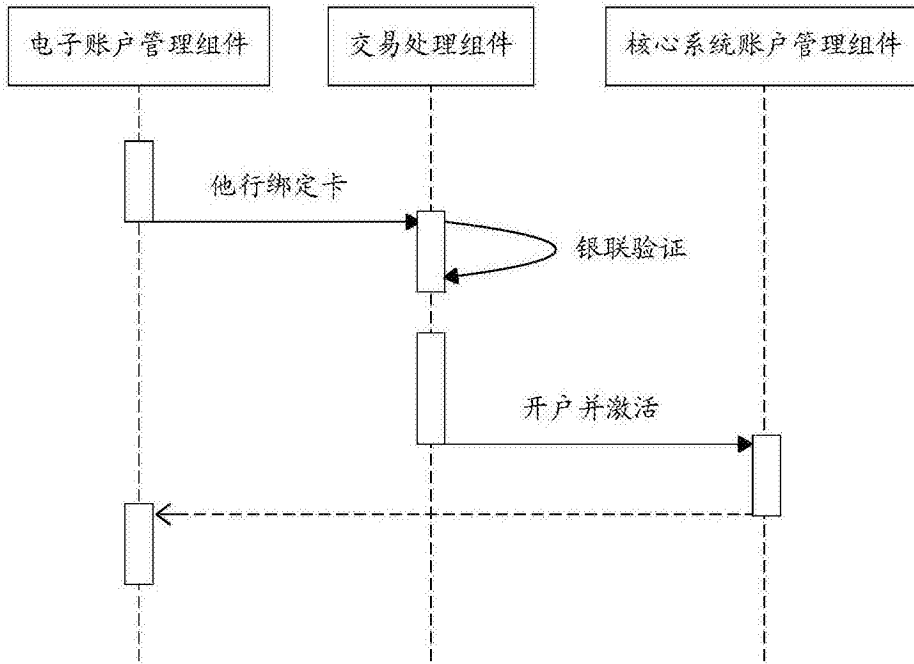 电子账户管理组件
交易处理组件
核心系统账户管理组件
他行绑定卡
银联验证
开户并激活